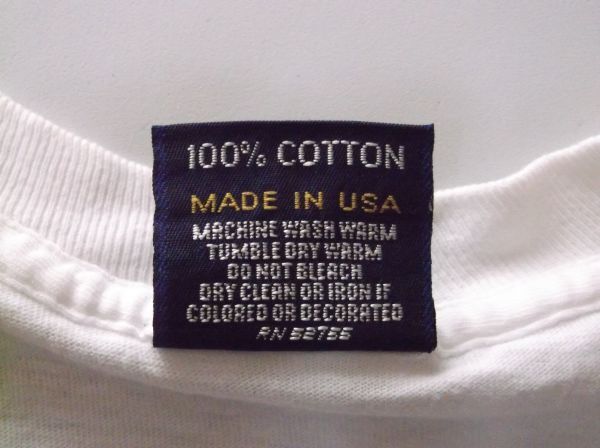 100% COTTON
MADE IN USA
MACHINE WASH WARM
TUMBLE DRY WARM
DO NOT BLEACH
DRY CLEAN OR IRON IF
COLORED OR DECORATED
RN